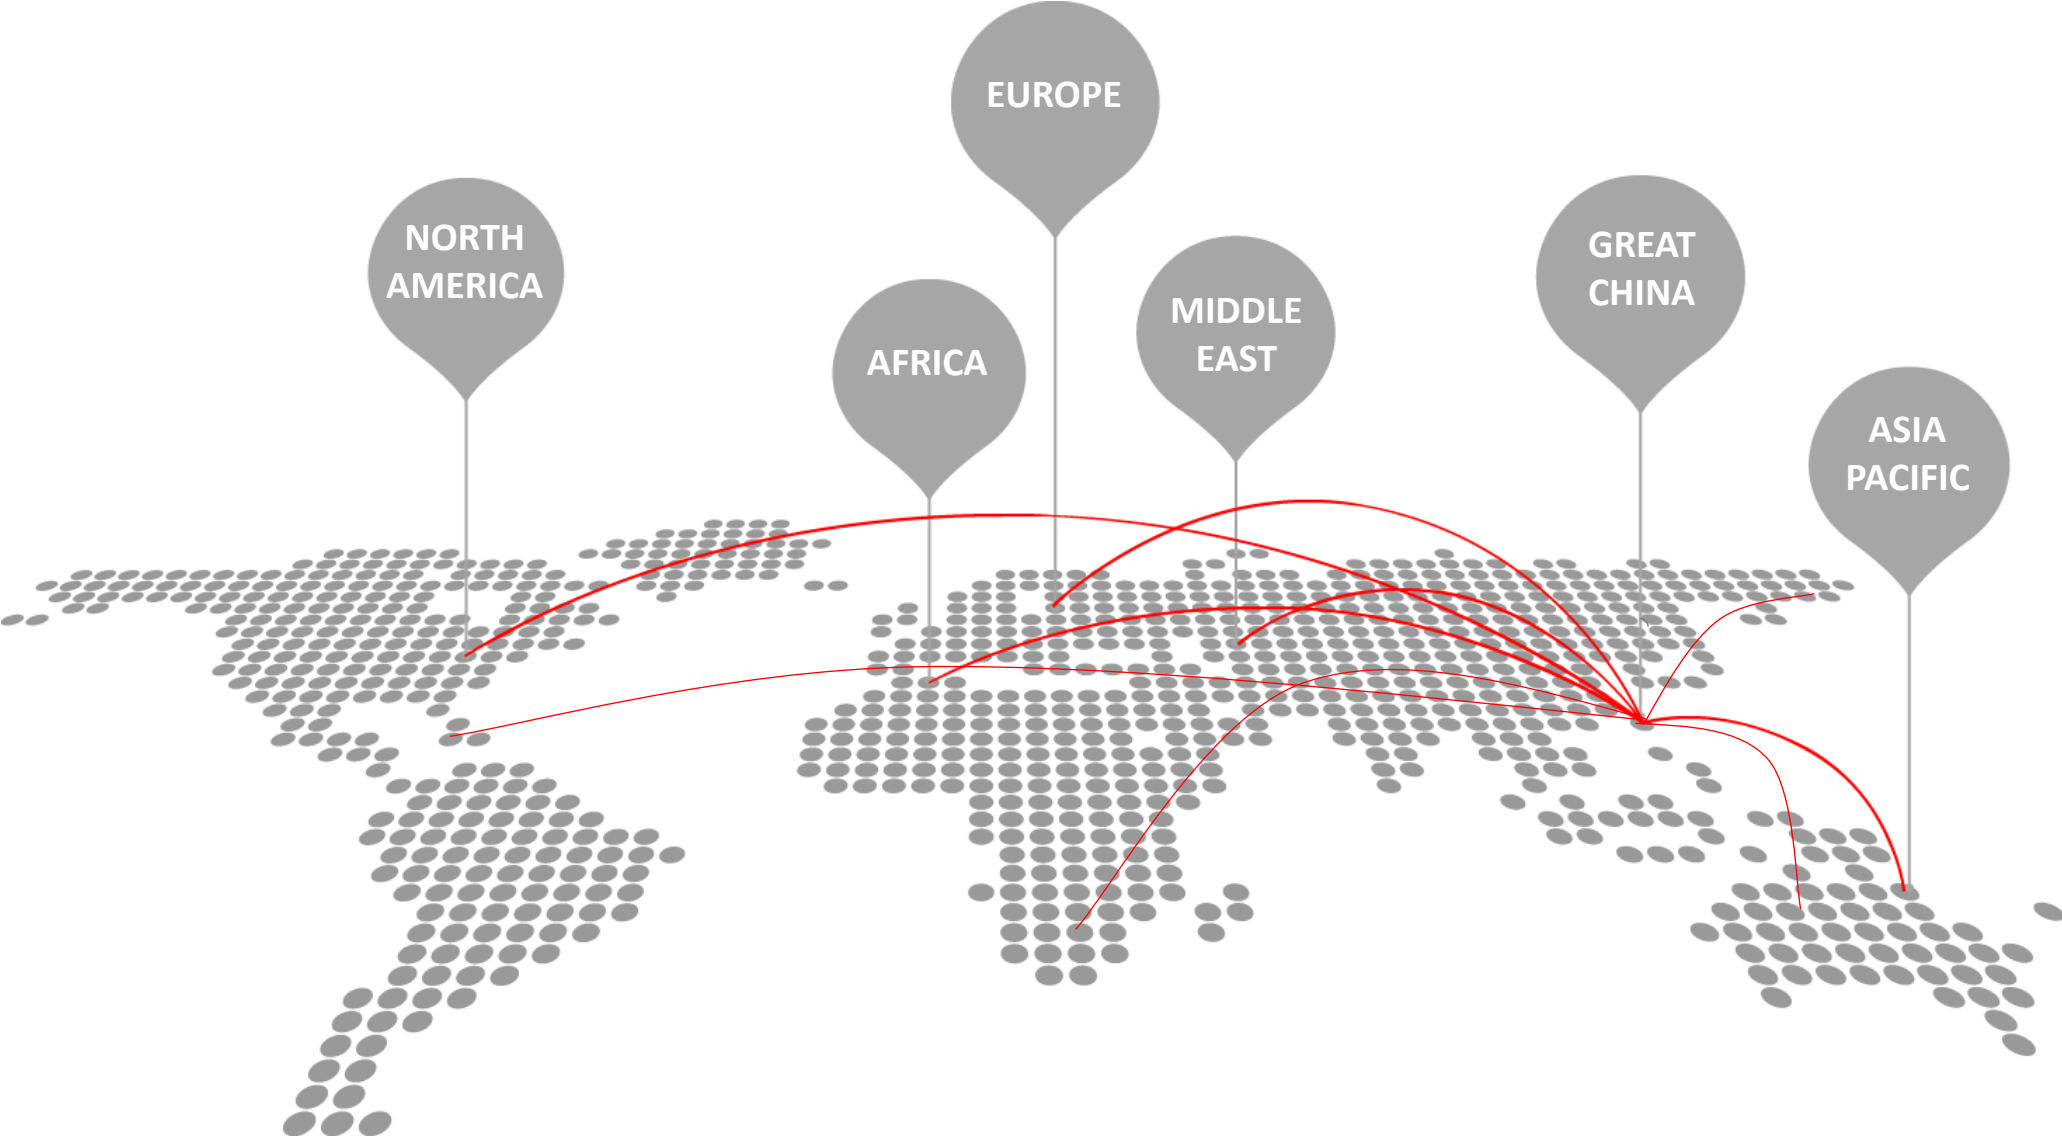 EUROPE
NORTH
AMERICA
GREAT
CHINA
MIDDLE
EAST
AFRICA
ASIA
PACIFIC